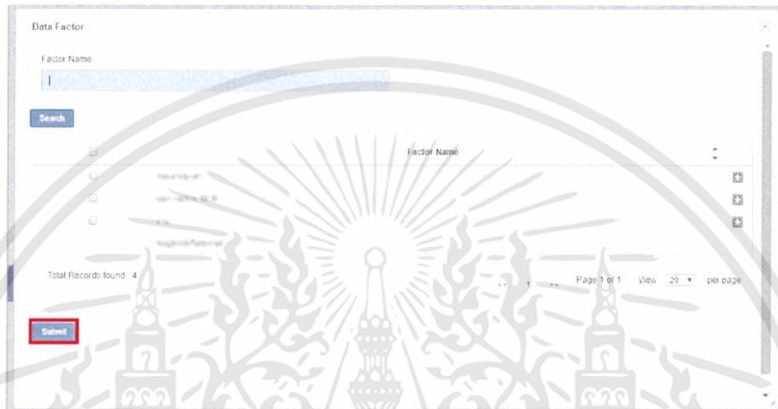 Data Factor
Factor Name
Search
Factor Name
Total Records found 4
1 Page 1 of 1 View 20 per page
Submit